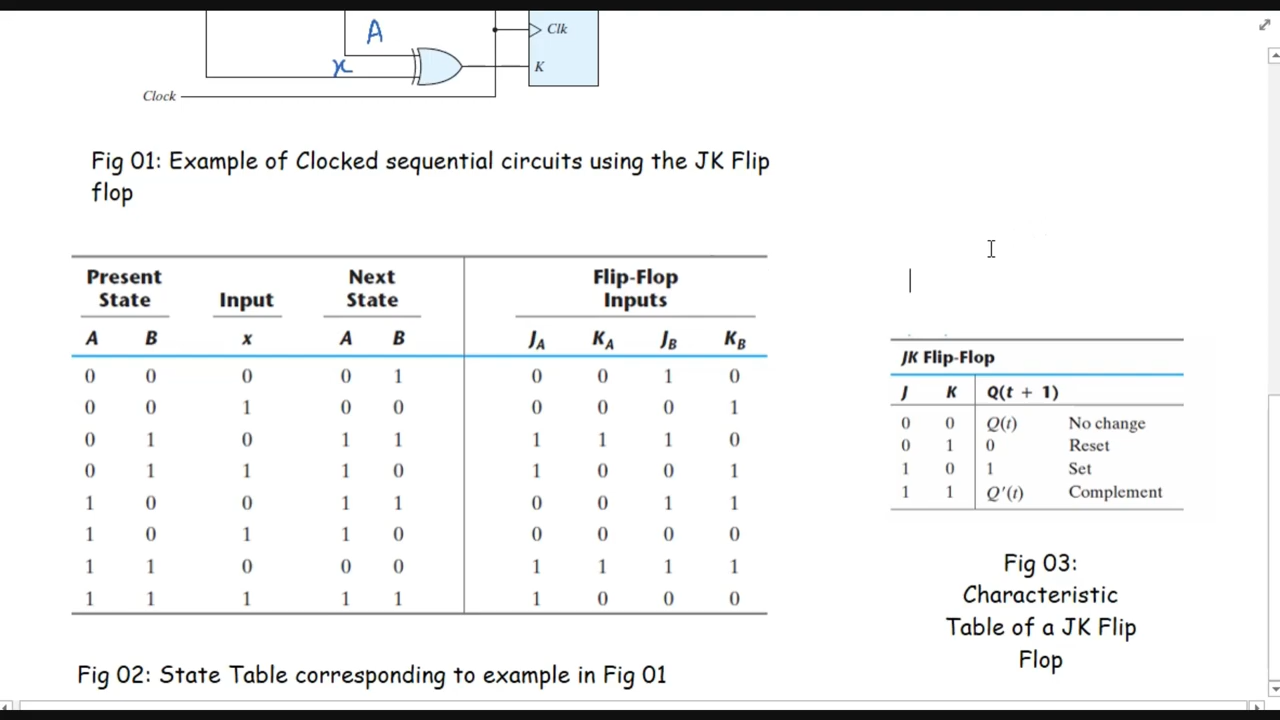 A
Clk
x
K
Clock
Fig 01: Example of Clocked sequential circuits using the JK Flip
flop
Present State Input Next State Flip-Flop Inputs
A B x A B JA KA JB KB
0 0 0 0 1 0 0 1 0
0 0 1 0 0 0 0 0 1
0 1 0 1 1 1 1 1 0
0 1 1 1 0 1 0 0 1
1 0 0 1 1 0 0 1 1
1 0 1 1 0 0 0 0 0
1 1 0 0 0 1 1 1 1
1 1 1 1 1 1 0 0 0
Fig 02: State Table corresponding to example in Fig 01
JK Flip-Flop
J K Q(t + 1)
0 0 Q(t) No change
0 1 0 Reset
1 0 1 Set
1 1 Q'(t) Complement
Fig 03:
Characteristic
Table of a JK Flip
Flop